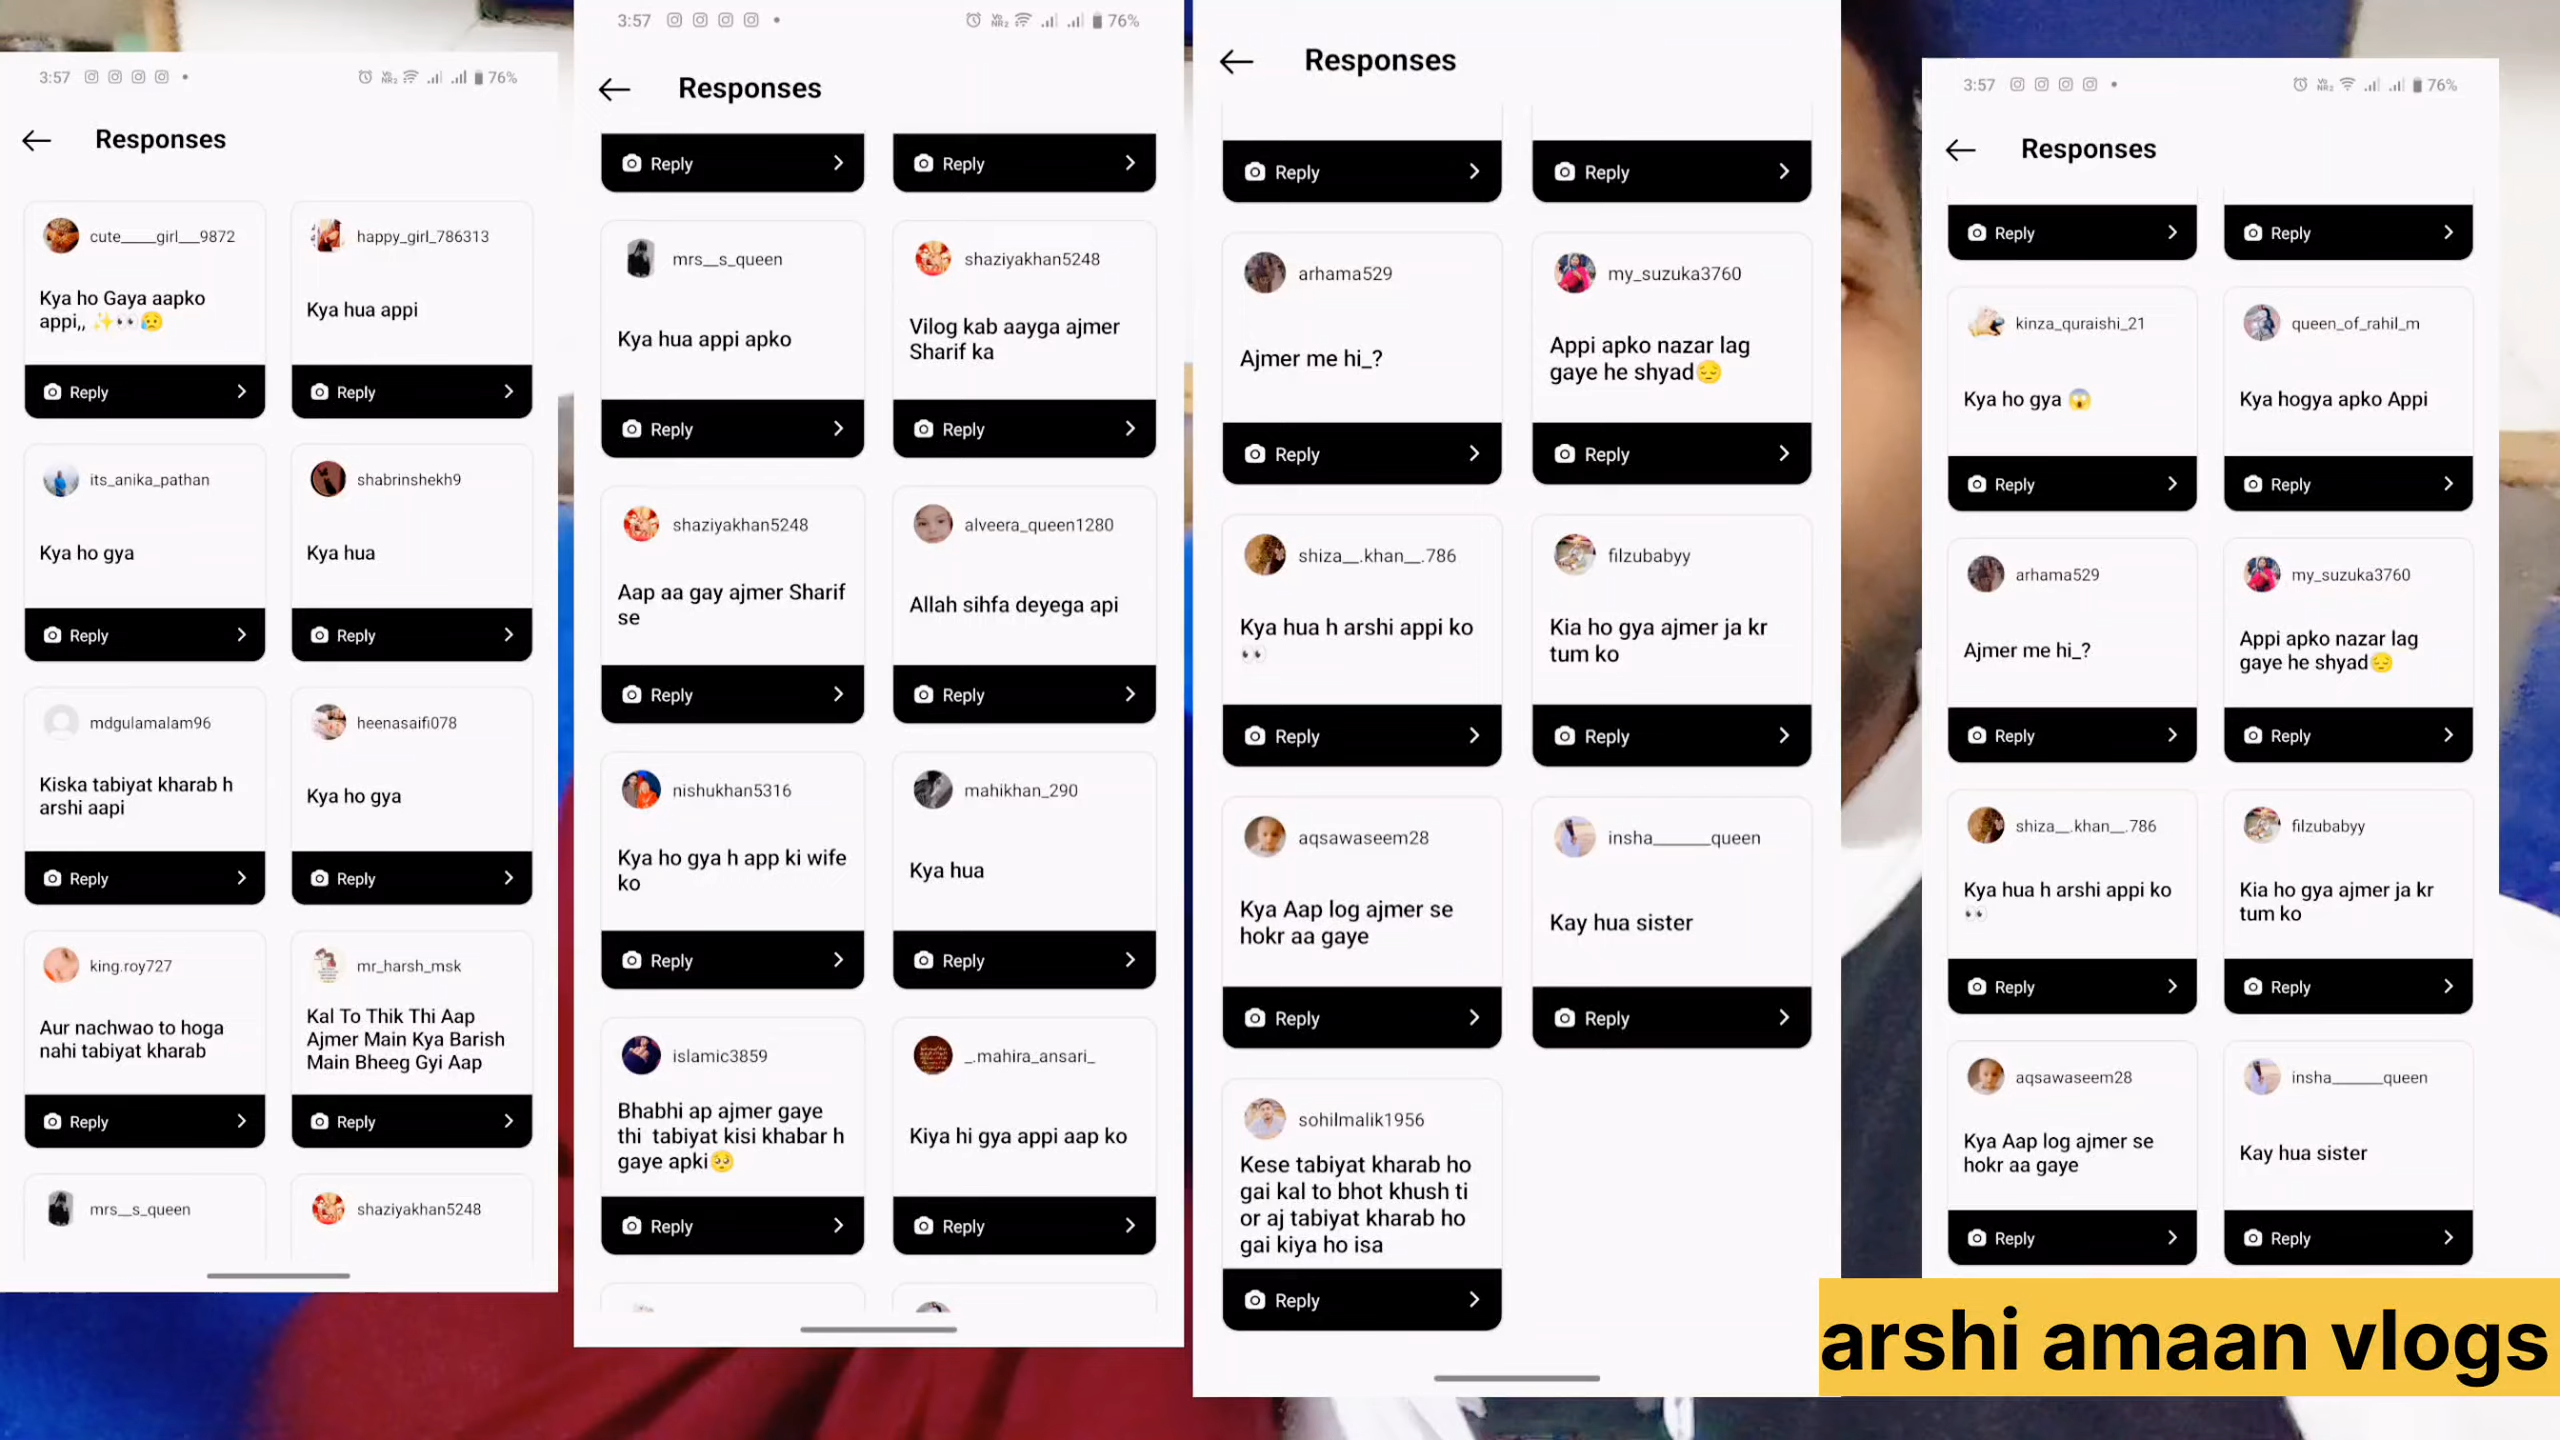 3:57
76%
Responses
cute_____girl___9872
Kya ho Gaya aapko
appi,, ✨👀😥
Reply
happy_girl_786313
Kya hua appi
Reply
its_anika_pathan
Kya ho gya
Reply
shabrinshekh9
Kya hua
Reply
mdgulamalam96
Kiska tabiyat kharab h
arshi aapi
Reply
heenasaifi078
Kya ho gya
Reply
king.roy727
Aur nachwao to hoga
nahi tabiyat kharab
Reply
mr_harsh_msk
Kal To Thik Thi Aap
Ajmer Main Kya Barish
Main Bheeg Gyi Aap
Reply
mrs__s_queen
shaziyakhan5248
3:57
76%
Responses
Reply
Reply
mrs__s_queen
Kya hua appi apko
Reply
shaziyakhan5248
Vilog kab aayga ajmer
Sharif ka
Reply
shaziyakhan5248
Aap aa gay ajmer Sharif
se
Reply
alveera_queen1280
Allah sihfa deyega api
Reply
nishukhan5316
Kya ho gya h app ki wife
ko
Reply
mahikhan_290
Kya hua
Reply
islamic3859
Bhabhi ap ajmer gaye
thi  tabiyat kisi khabar h
gaye apki🥺
Reply
_.mahira_ansari_
Kiya hi gya appi aap ko
Reply
Responses
Reply
Reply
arhama529
Ajmer me hi_?
Reply
my_suzuka3760
Appi apko nazar lag
gaye he shyad😔
Reply
shiza__.khan__.786
Kya hua h arshi appi ko
👀
Reply
filzubabyy
Kia ho gya ajmer ja kr
tum ko
Reply
aqsawaseem28
Kya Aap log ajmer se
hokr aa gaye
Reply
insha_______queen
Kay hua sister
Reply
sohilmalik1956
Kese tabiyat kharab ho
gai kal to bhot khush ti
or aj tabiyat kharab ho
gai kiya ho isa
Reply
3:57
76%
Responses
Reply
Reply
kinza_quraishi_21
Kya ho gya 😱
Reply
queen_of_rahil_m
Kya hogya apko Appi
Reply
arhama529
Ajmer me hi_?
Reply
my_suzuka3760
Appi apko nazar lag
gaye he shyad😔
Reply
shiza__.khan__.786
Kya hua h arshi appi ko
👀
Reply
filzubabyy
Kia ho gya ajmer ja kr
tum ko
Reply
aqsawaseem28
Kya Aap log ajmer se
hokr aa gaye
Reply
insha_______queen
Kay hua sister
Reply
arshi amaan vlogs